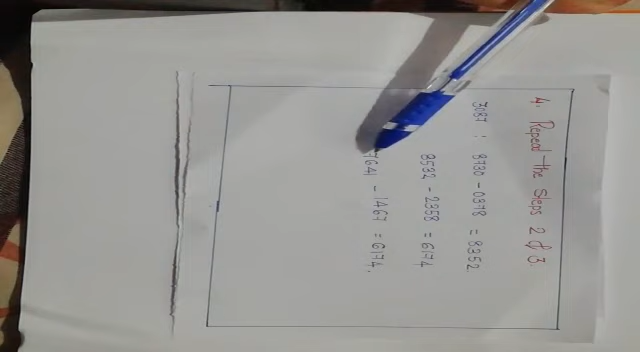 4. Repeat the Steps 2 & 3.
3087 : 8730 - 0378 = 8352.
8532 - 2358 = 6174
7641 - 1467 = 6174.